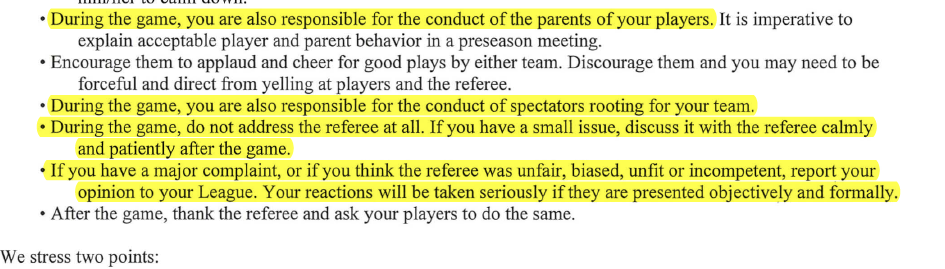 him/her to calm down.
• During the game, you are also responsible for the conduct of the parents of your players. It is imperative to
explain acceptable player and parent behavior in a preseason meeting.
• Encourage them to applaud and cheer for good plays by either team. Discourage them and you may need to be
forceful and direct from yelling at players and the referee.
• During the game, you are also responsible for the conduct of spectators rooting for your team.
• During the game, do not address the referee at all. If you have a small issue, discuss it with the referee calmly
and patiently after the game.
• If you have a major complaint, or if you think the referee was unfair, biased, unfit or incompetent, report your
opinion to your League. Your reactions will be taken seriously if they are presented objectively and formally.
• After the game, thank the referee and ask your players to do the same.
We stress two points: